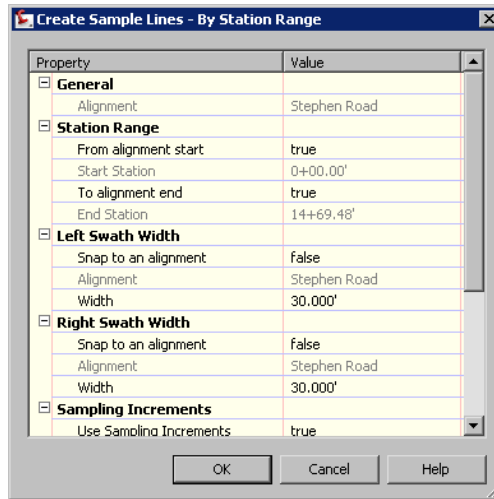 Create Sample Lines - By Station Range
Property Value
General
Alignment Stephen Road
Station Range
From alignment start true
Start Station 0+00.00'
To alignment end true
End Station 14+69.48'
Left Swath Width
Snap to an alignment false
Alignment Stephen Road
Width 30.000'
Right Swath Width
Snap to an alignment false
Alignment Stephen Road
Width 30.000'
Sampling Increments
Use Sampling Increments true
OK Cancel Help